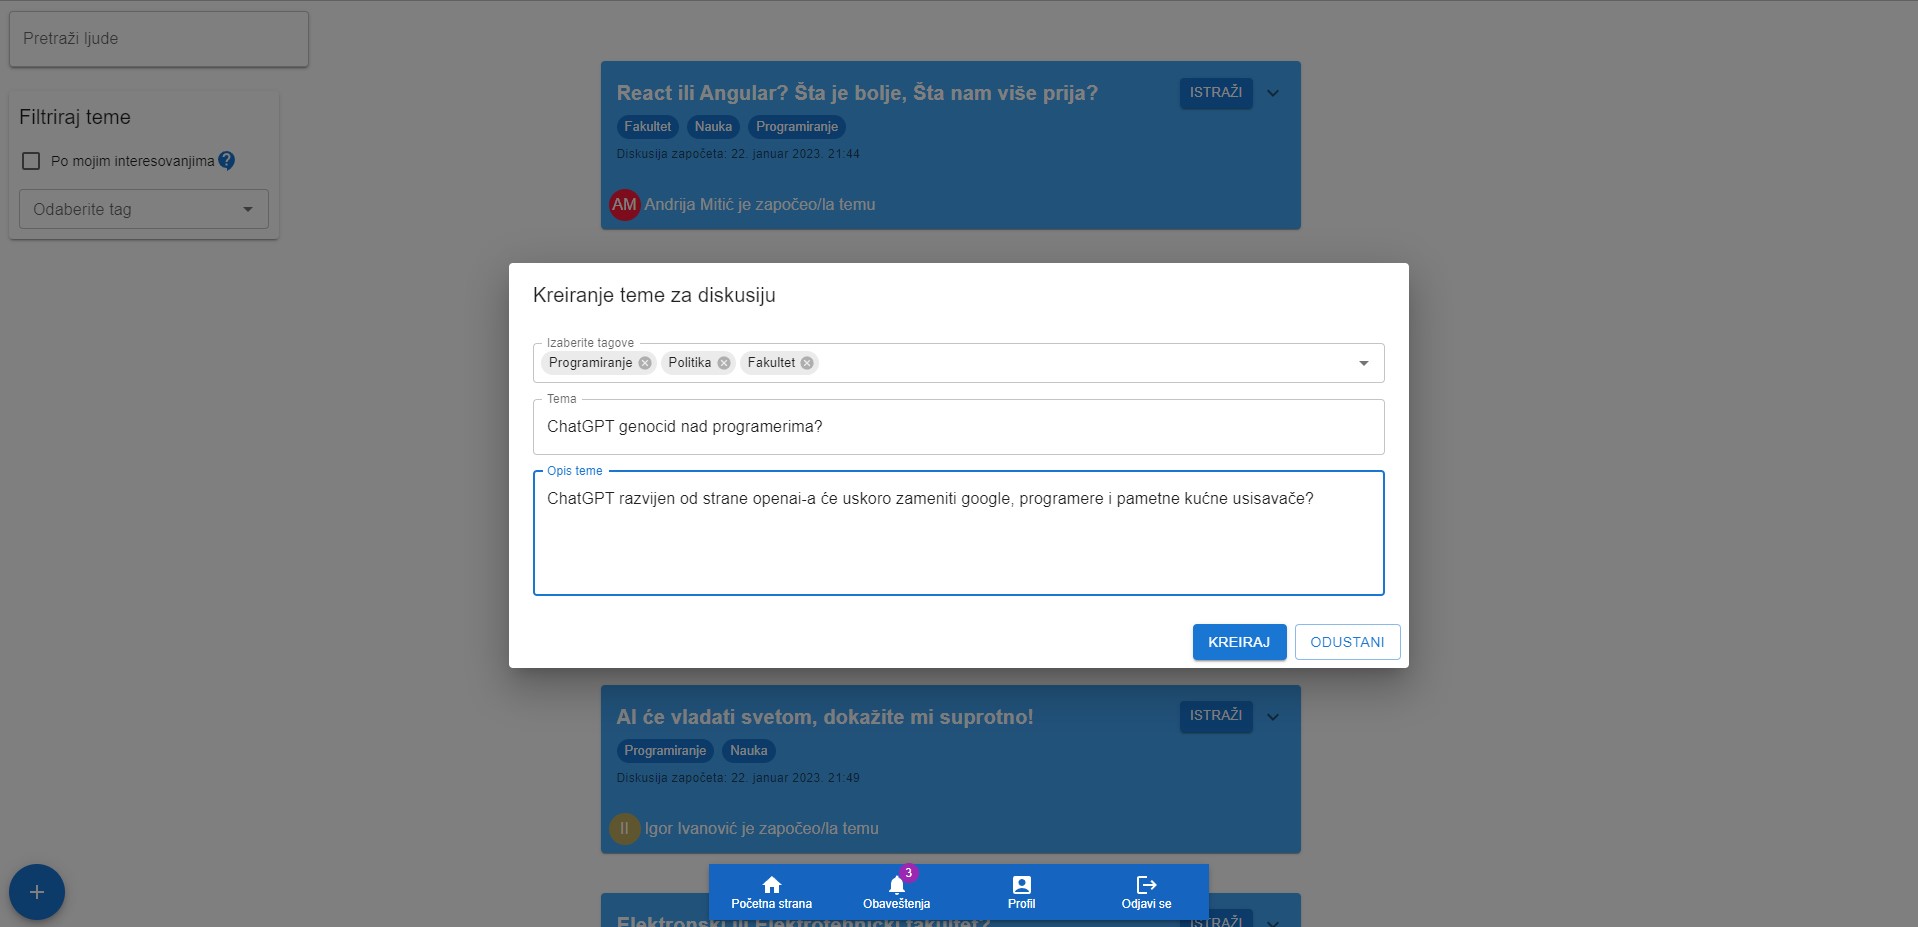 Pretraži ljude
Filtriraj teme
Po mojim interesovanjima
Odaberite tag
React ili Angular? Šta je bolje, Šta nam više prija?
ISTRAŽI
Fakultet Nauka Programiranje
Diskusija započeta: 22. januar 2023. 21:44
AM Andrija Mitić je započeo/la temu
Kreiranje teme za diskusiju
Izaberite tagove
Programiranje Politika Fakultet
Tema
ChatGPT genocid nad programerima?
Opis teme
ChatGPT razvijen od strane openai-a će uskoro zameniti google, programere i pametne kućne usisavače?
KREIRAJ ODUSTANI
AI će vladati svetom, dokažite mi suprotno!
ISTRAŽI
Programiranje Nauka
Diskusija započeta: 22. januar 2023. 21:49
II Igor Ivanović je započeo/la temu
Elektronski ili Elektrotehnički fakultet?
ISTRAŽI
+
3
Početna strana Obaveštenja Profil Odjavi se